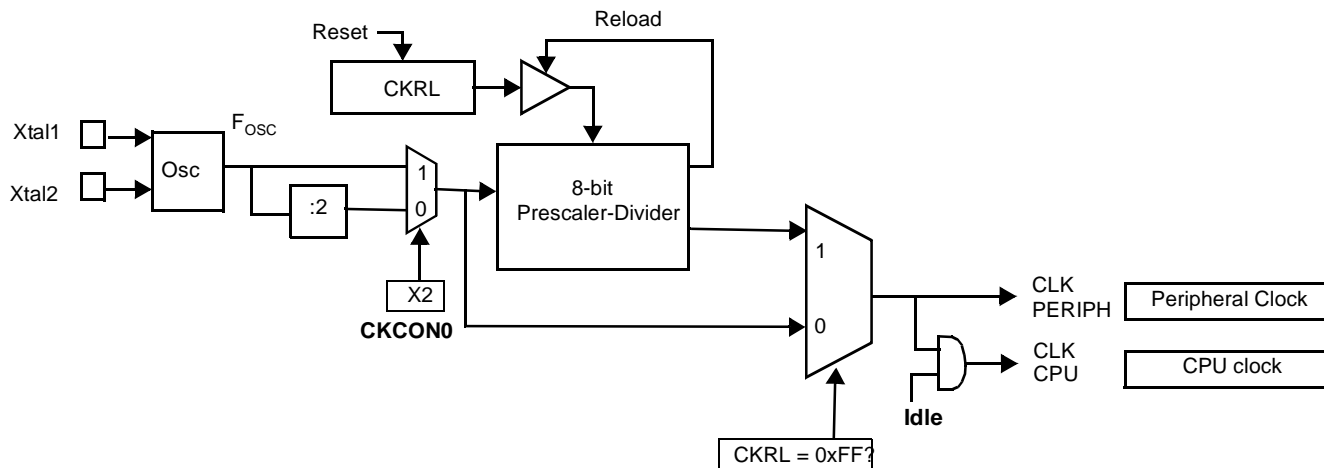 Reload
Reset
CKRL
Xtal1
Xtal2
Osc
FOSC
:2
1
0
X2
CKCON0
8-bit
Prescaler-Divider
1
0
CKRL = 0xFF?
Idle
CLK
PERIPH
Peripheral Clock
CLK
CPU
CPU clock